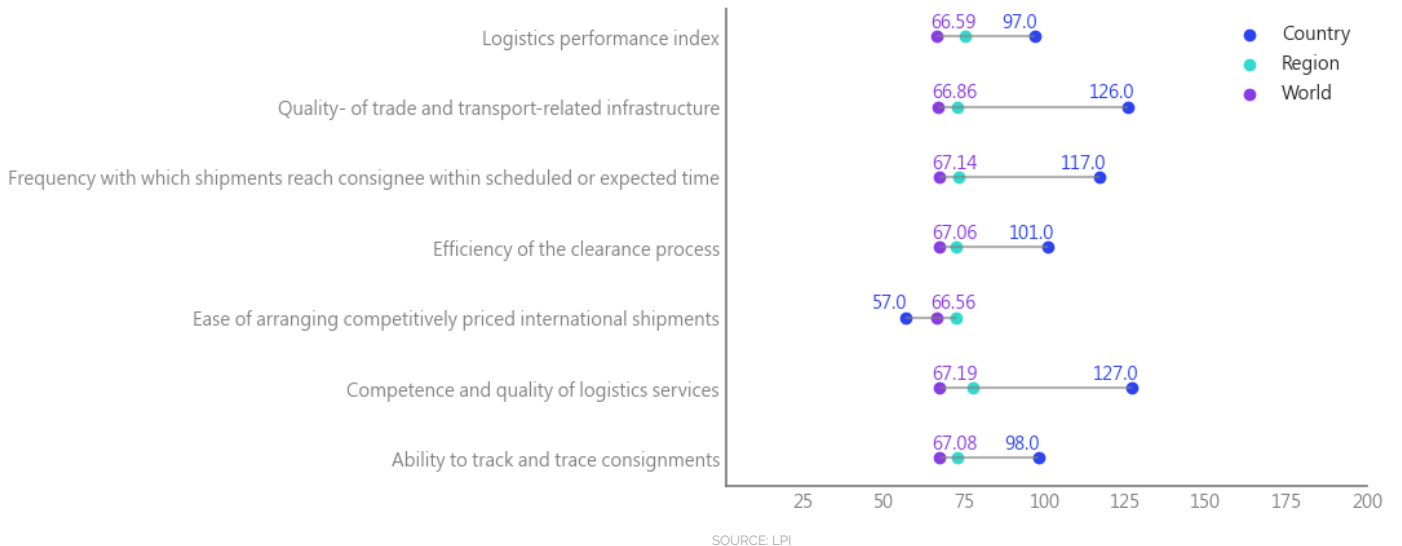 66.59 97.0
Logistics performance index
Country
Region
World
66.86 126.0
Quality- of trade and transport-related infrastructure
67.14 117.0
Frequency with which shipments reach consignee within scheduled or expected time
67.06 101.0
Efficiency of the clearance process
57.0 66.56
Ease of arranging competitively priced international shipments
67.19 127.0
Competence and quality of logistics services
67.08 98.0
Ability to track and trace consignments
25 50 75 100 125 150 175 200
SOURCE: LPI